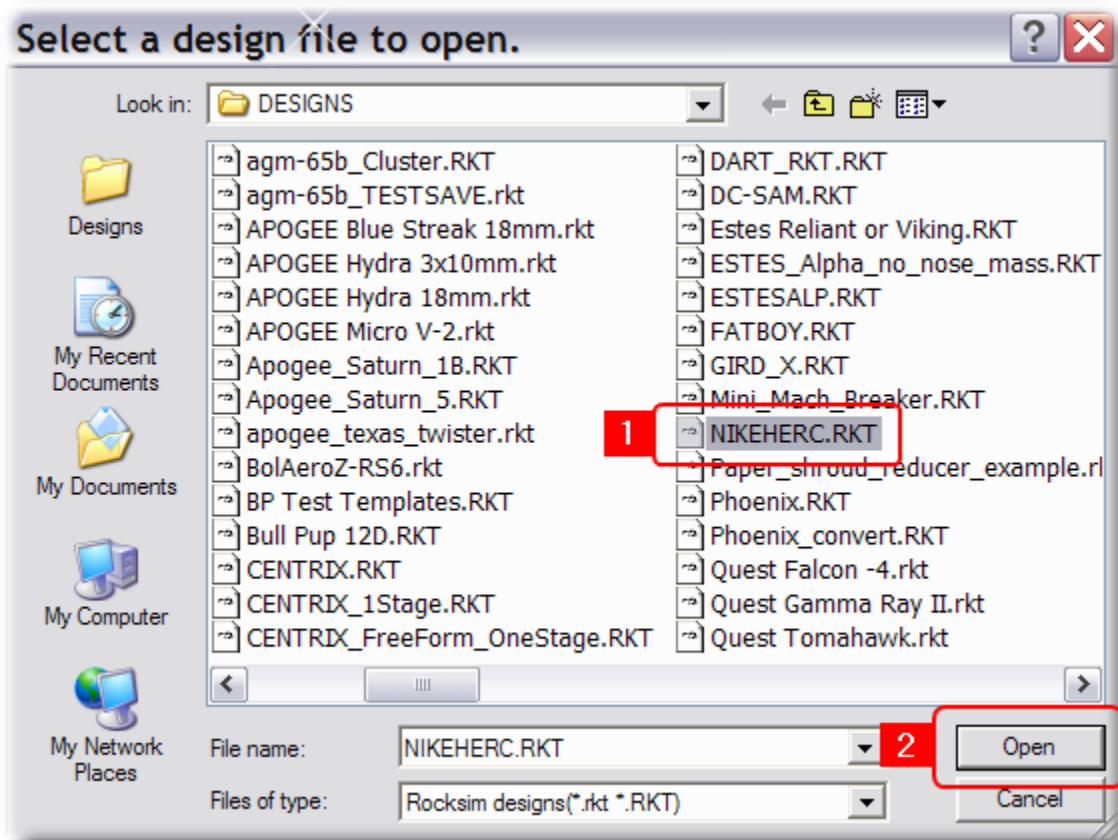 Select a design file to open.
Look in: DESIGNS
Designs
My Recent
Documents
My Documents
My Computer
My Network
Places
agm-65b_Cluster.RKT
agm-65b_TESTSAVE.rkt
APOGEE Blue Streak 18mm.rkt
APOGEE Hydra 3x10mm.rkt
APOGEE Hydra 18mm.rkt
APOGEE Micro V-2.rkt
Apogee_Saturn_1B.RKT
Apogee_Saturn_5.RKT
apogee_texas_twister.rkt
BolAeroZ-RS6.rkt
BP Test Templates.RKT
Bull Pup 12D.RKT
CENTRIX.RKT
CENTRIX_1Stage.RKT
CENTRIX_FreeForm_OneStage.RKT
DART_RKT.RKT
DC-SAM.RKT
Estes Reliant or Viking.RKT
ESTES_Alpha_no_nose_mass.RKT
ESTESALP.RKT
FATBOY.RKT
GIRD_X.RKT
Mini_Mach_Breaker.RKT
1 NIKEHERC.RKT
Paper_shroud_reducer_example.rl
Phoenix.RKT
Phoenix_convert.RKT
Quest Falcon -4.rkt
Quest Gamma Ray II.rkt
Quest Tomahawk.rkt
File name: NIKEHERC.RKT 2 Open
Files of type: Rocksim designs(*.rkt *.RKT) Cancel